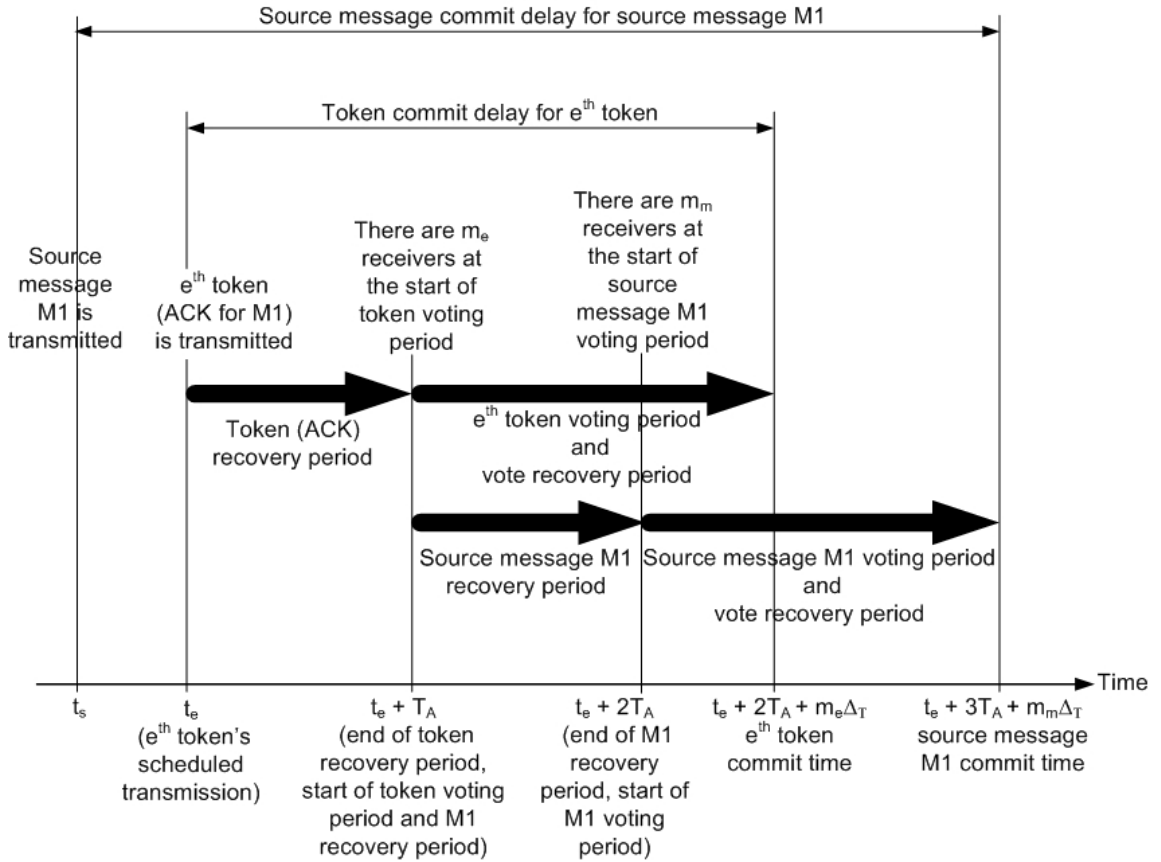 Source message commit delay for source message M1
Token commit delay for eth token
Source
message
M1 is
transmitted
eth token
(ACK for M1)
is transmitted
There are me
receivers at
the start of
token voting
period
There are mm
receivers at
the start of
source
message M1
voting period
Token (ACK)
recovery period
eth token voting period
and
vote recovery period
Source message M1
recovery period
Source message M1 voting period
and
vote recovery period
Time
ts
te
(eth token's
scheduled
transmission)
te + TA
(end of token
recovery period,
start of token voting
period and M1
recovery period)
te + 2TA
(end of M1
recovery
period, start of
M1 voting
period)
te + 2TA + meΔT
eth token
commit time
te + 3TA + mmΔT
source message
M1 commit time